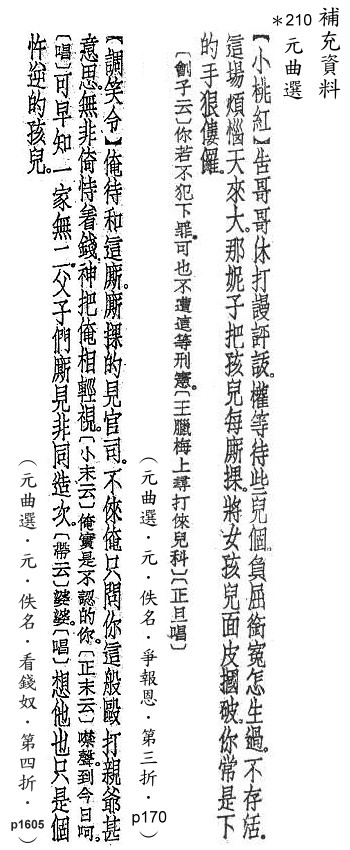 補充資料
*210 元曲選
【小桃紅】告哥哥休打謾評詖。權等待些兒個。負屈銜冤怎生過。不存活。
這場煩惱天來大。那妮子把孩兒每廝揉。將女孩兒面皮摑破。你常是下
的手狠僂儸。
〔劊子云〕你若不犯下罪。可也不遭這等刑憲。〔王臘梅上尋打倈兒科〕〔正旦唱〕
（元曲選．元．佚名．爭報恩．第三折．p170）
【調笑令】俺待和這廝廝揉的見官司。不倈俺只問你這般毆打親爺甚
意思。無非倚恃着錢神把俺相輕視。〔小末云〕俺實是不認的你。〔正末云〕噤聲。到今日呵。
〔唱〕可早知一家無二。父子們廝見非同造次。〔帶云〕婆婆。〔唱〕想他也只是個
忤逆的孩兒。
（元曲選．元．佚名．看錢奴．第四折．p1605）